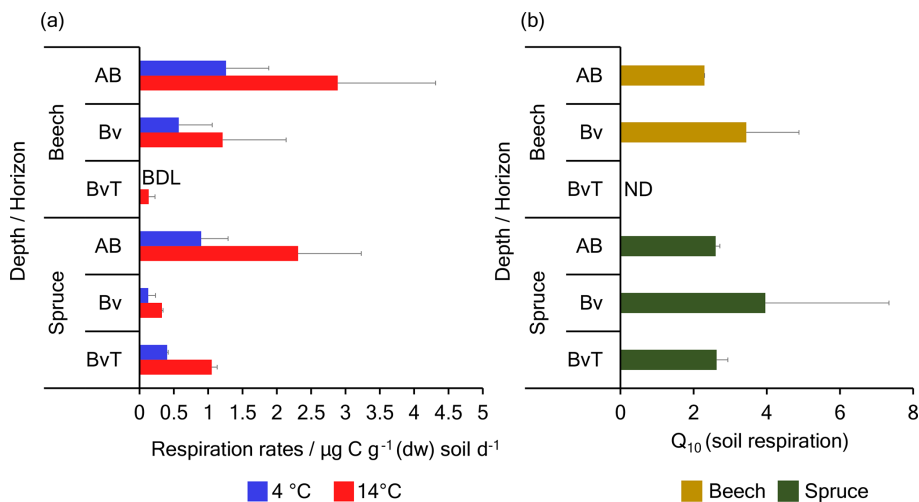 (a)
Depth / Horizon
Beech
AB
Bv
BvT
BDL
Spruce
AB
Bv
BvT
0 0.5 1 1.5 2 2.5 3 3.5 4 4.5 5
Respiration rates / µg C g⁻¹ (dw) soil d⁻¹
4 °C 14°C
(b)
Depth / Horizon
Beech
AB
Bv
BvT
ND
Spruce
AB
Bv
BvT
0 2 4 6 8
Q₁₀ (soil respiration)
Beech Spruce